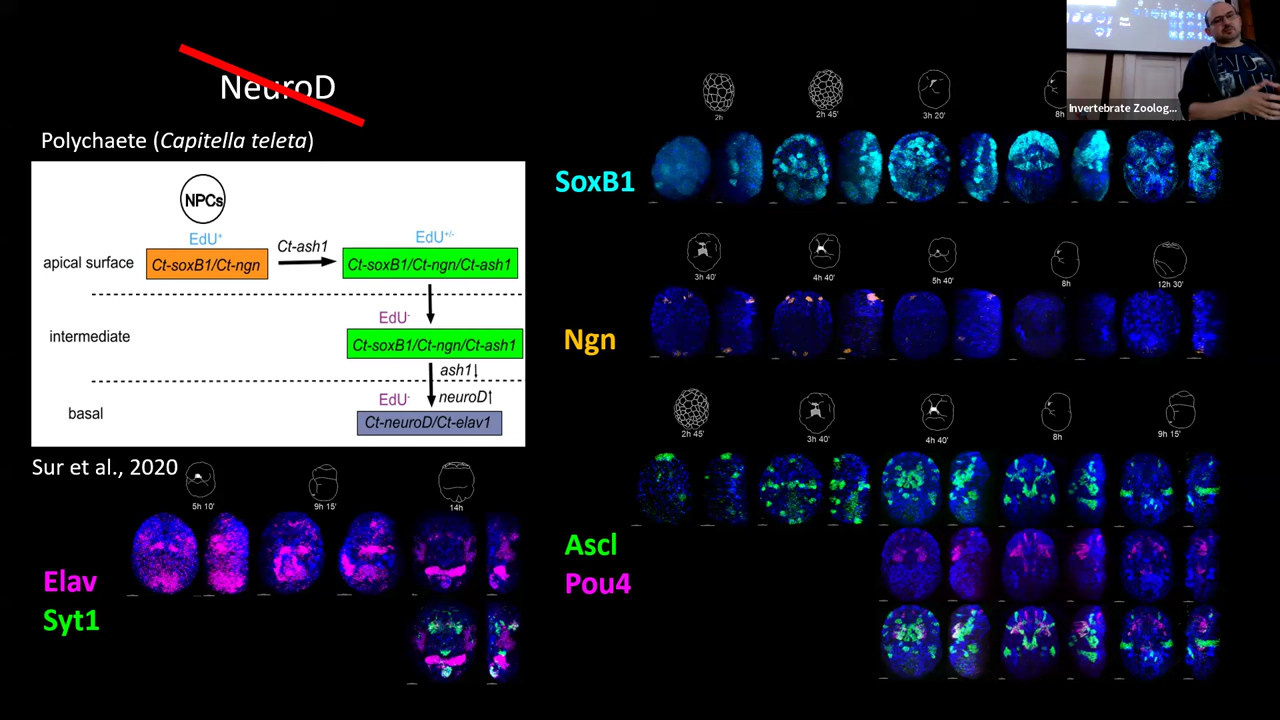 NeuroD
Polychaete (Capitella teleta)
NPCs
EdU⁺
Ct-ash1
EdU⁺/⁻
apical surface
Ct-soxB1/Ct-ngn
Ct-soxB1/Ct-ngn/Ct-ash1
EdU⁻
intermediate
Ct-soxB1/Ct-ngn/Ct-ash1
ash1↓
EdU⁻
neuroD↑
basal
Ct-neuroD/Ct-elav1
Sur et al., 2020
5h 10'
9h 15'
14h
Elav
Syt1
2h
2h 45'
3h 20'
8h
SoxB1
3h 40'
4h 40'
5h 40'
8h
12h 30'
Ngn
2h 45'
3h 40'
4h 40'
8h
9h 15'
Ascl
Pou4
Invertebrate Zoolog...